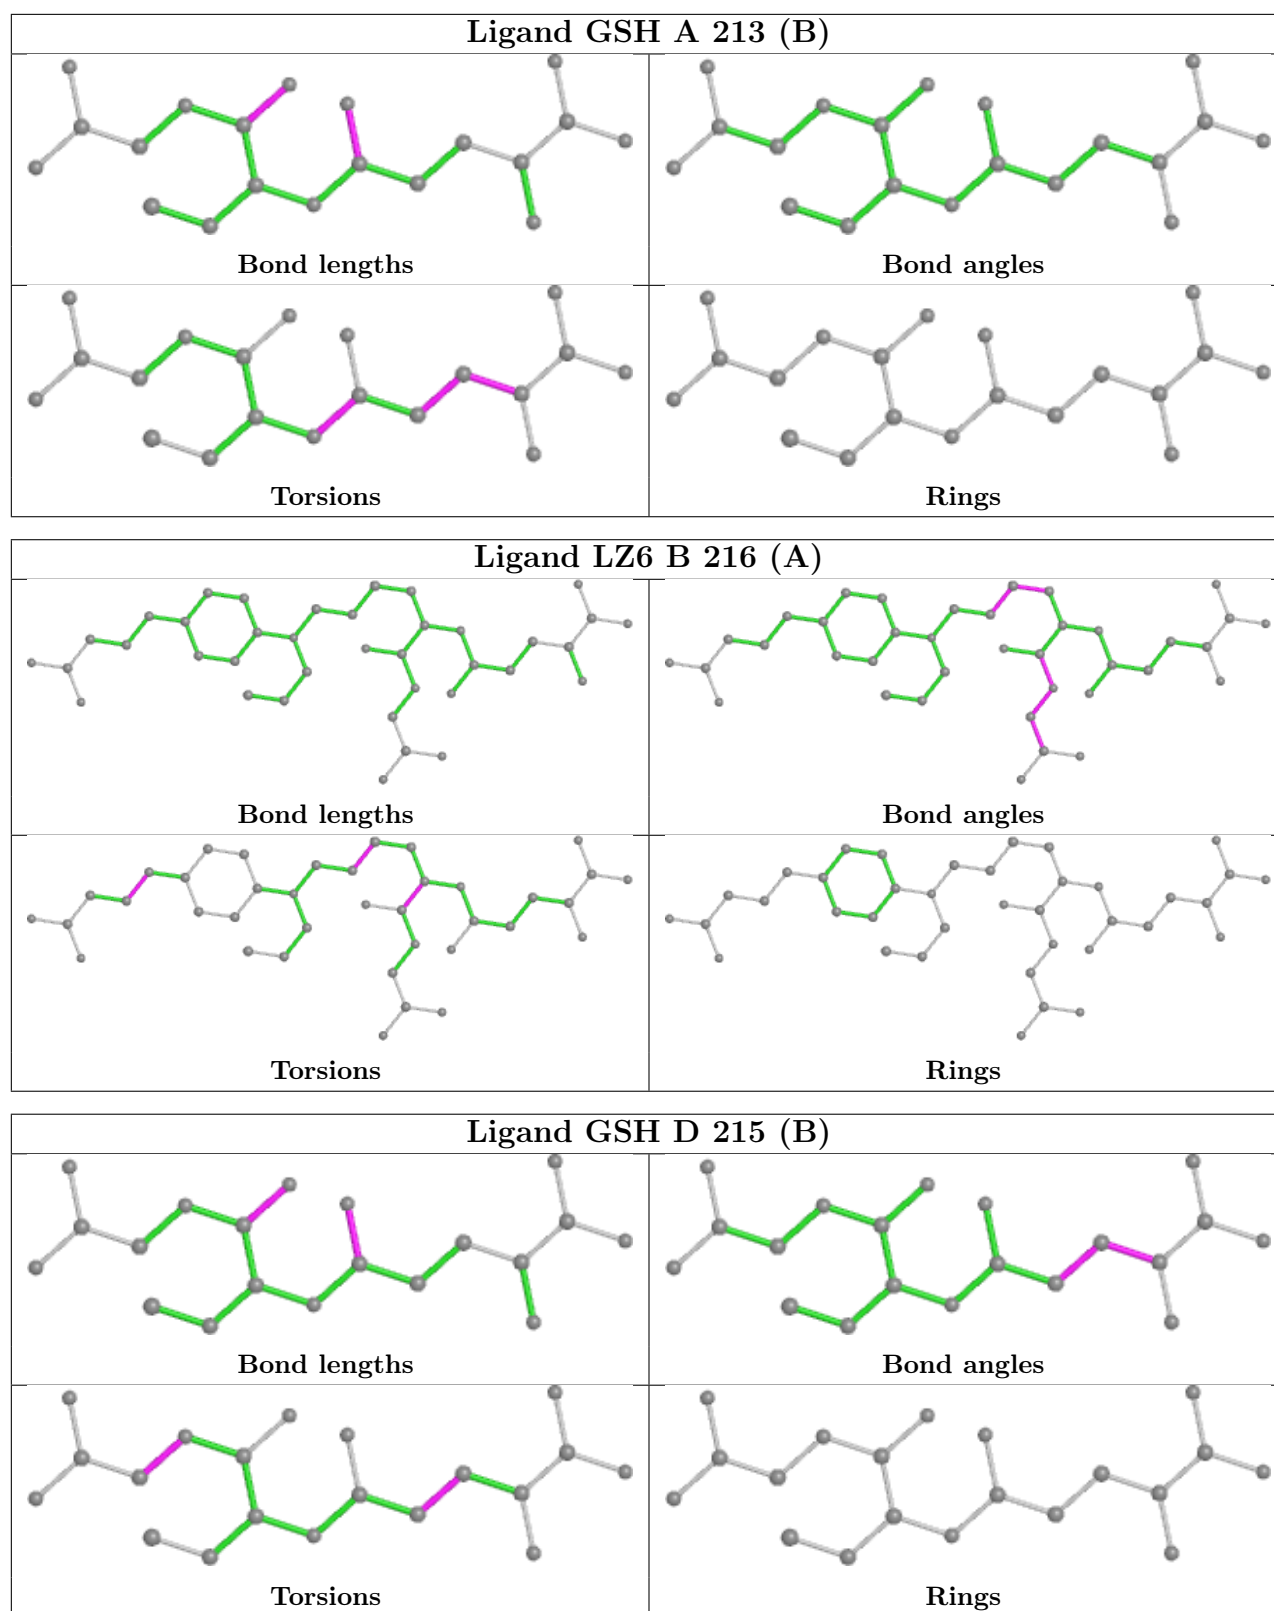 Ligand GSH A 213 (B)
Bond lengths
Bond angles
Torsions
Rings
Ligand LZ6 B 216 (A)
Bond lengths
Bond angles
Torsions
Rings
Ligand GSH D 215 (B)
Bond lengths
Bond angles
Torsions
Rings